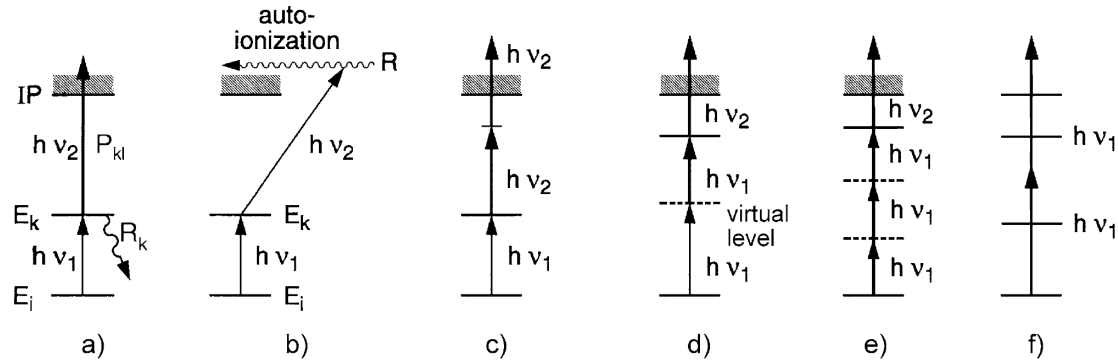 IP
h ν₂
Pₖₗ
Eₖ
Rₖ
h ν₁
Eᵢ
a)
auto-
ionization
R
h ν₂
Eₖ
h ν₁
Eᵢ
b)
h ν₂
h ν₂
h ν₁
c)
h ν₂
h ν₁
virtual
level
h ν₁
d)
h ν₂
h ν₁
h ν₁
h ν₁
e)
h ν₁
h ν₁
f)